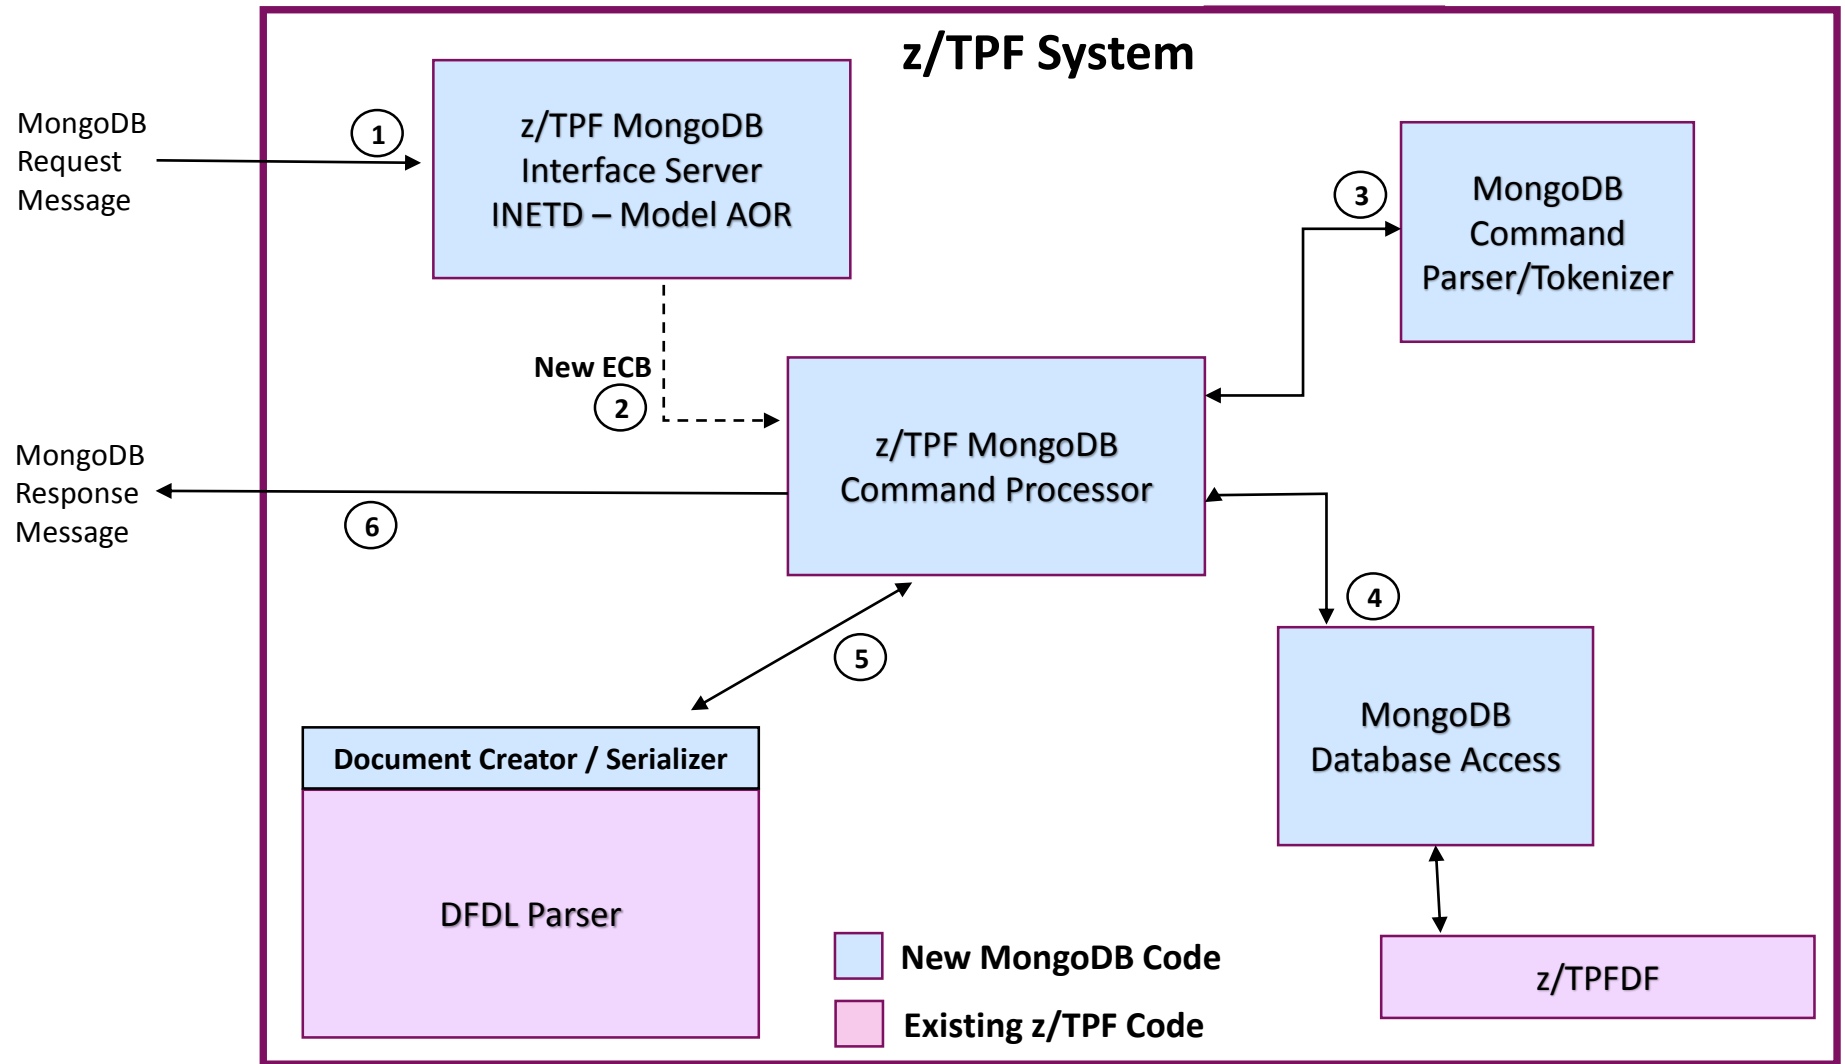 z/TPF System
MongoDB
Request
Message
1
z/TPF MongoDB
Interface Server
INETD – Model AOR
3
MongoDB
Command
Parser/Tokenizer
New ECB
2
z/TPF MongoDB
Command Processor
MongoDB
Response
Message
6
4
5
MongoDB
Database Access
Document Creator / Serializer
DFDL Parser
New MongoDB Code
Existing z/TPF Code
z/TPFDF